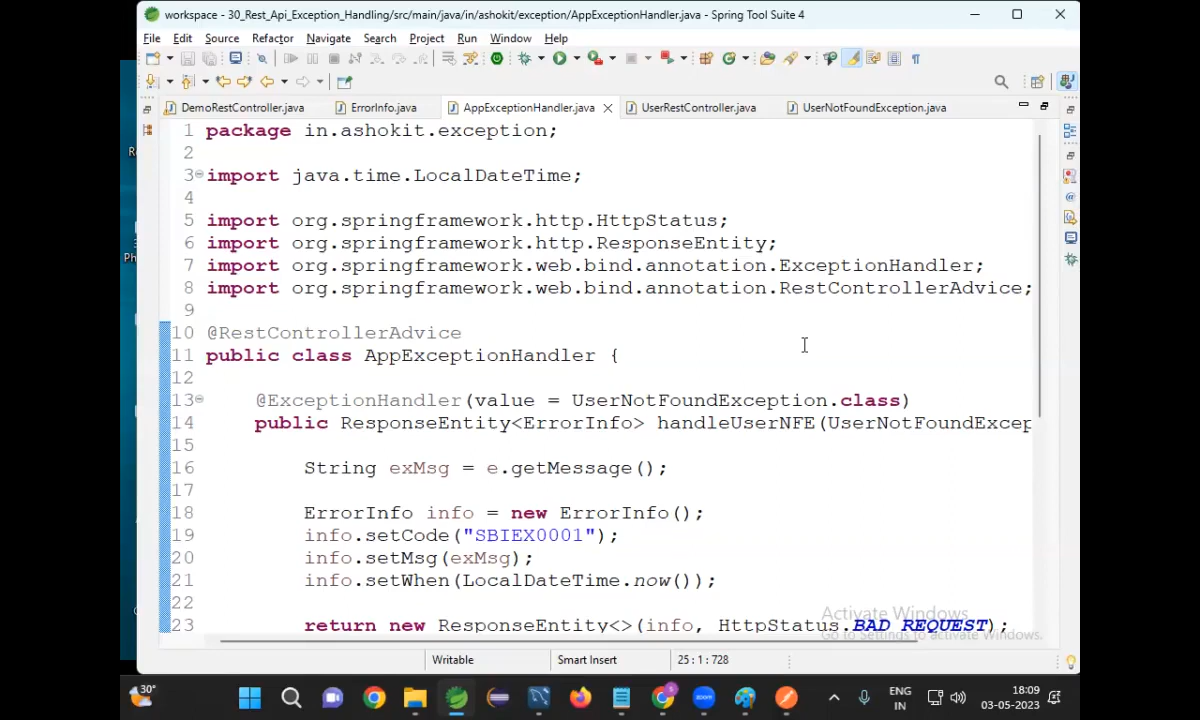 workspace - 30_Rest_Api_Exception_Handling/src/main/java/in/ashokit/exception/AppExceptionHandler.java - Spring Tool Suite 4
File Edit Source Refactor Navigate Search Project Run Window Help
DemoRestController.java ErrorInfo.java AppExceptionHandler.java UserRestController.java UserNotFoundException.java
1 package in.ashokit.exception;
2
3 import java.time.LocalDateTime;
4
5 import org.springframework.http.HttpStatus;
6 import org.springframework.http.ResponseEntity;
7 import org.springframework.web.bind.annotation.ExceptionHandler;
8 import org.springframework.web.bind.annotation.RestControllerAdvice;
9
10 @RestControllerAdvice
11 public class AppExceptionHandler {
12
13 @ExceptionHandler(value = UserNotFoundException.class)
14 public ResponseEntity<ErrorInfo> handleUserNFE(UserNotFoundExcep
15
16 String exMsg = e.getMessage();
17
18 ErrorInfo info = new ErrorInfo();
19 info.setCode("SBIEX0001");
20 info.setMsg(exMsg);
21 info.setWhen(LocalDateTime.now());
22
23 return new ResponseEntity<>(info, HttpStatus.BAD_REQUEST);
Activate Windows
Go to Settings to activate Windows.
Writable Smart Insert 25 : 1 : 728
30° ENG IN 18:09 03-05-2023